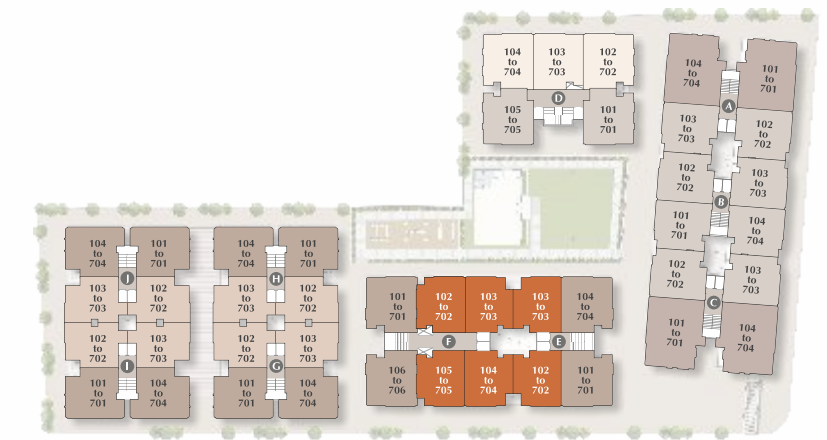 104 103 102
to to to
704 703 702
D
105 101
to to
705 701
104 101
to to
704 701
A
103 102
to to
703 702
102 103
to to
702 703
B
101 104
to to
701 704
102 103
to to
702 703
C
101 104
to to
701 704
104 101
to to
704 701
J
103 102
to to
703 702
102 103
to to
702 703
I
101 104
to to
701 704
104 101
to to
704 701
H
103 102
to to
703 702
102 103
to to
702 703
G
101 104
to to
701 704
101 102 103 103 104
to to to to to
701 702 703 703 704
F E
106 105 104 102 101
to to to to to
706 705 704 702 701